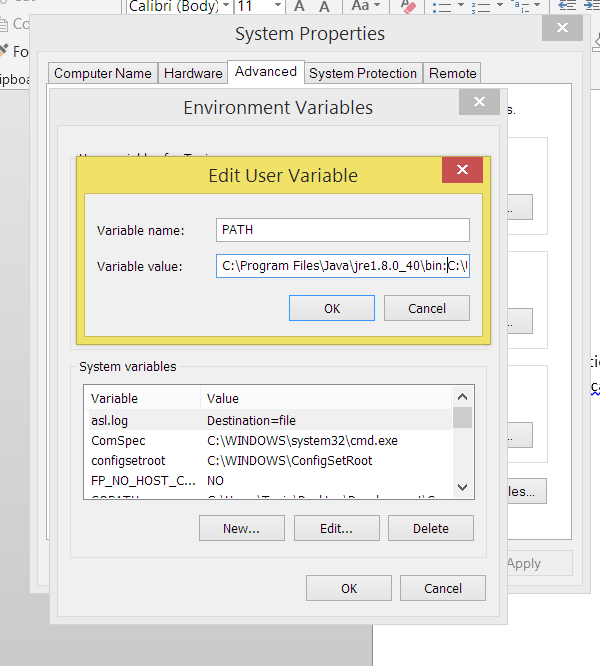 Calibri (Body)
11
A
A
Aa
System Properties
Computer Name
Hardware
Advanced
System Protection
Remote
Environment Variables
Edit User Variable
Variable name:
PATH
Variable value:
C:\Program Files\Java\jre1.8.0_40\bin:C:\
OK
Cancel
System variables
Variable
Value
asl.log
Destination=file
ComSpec
C:\WINDOWS\system32\cmd.exe
configsetroot
C:\WINDOWS\ConfigSetRoot
FP_NO_HOST_C...
NO
New...
Edit...
Delete
OK
Cancel
Apply